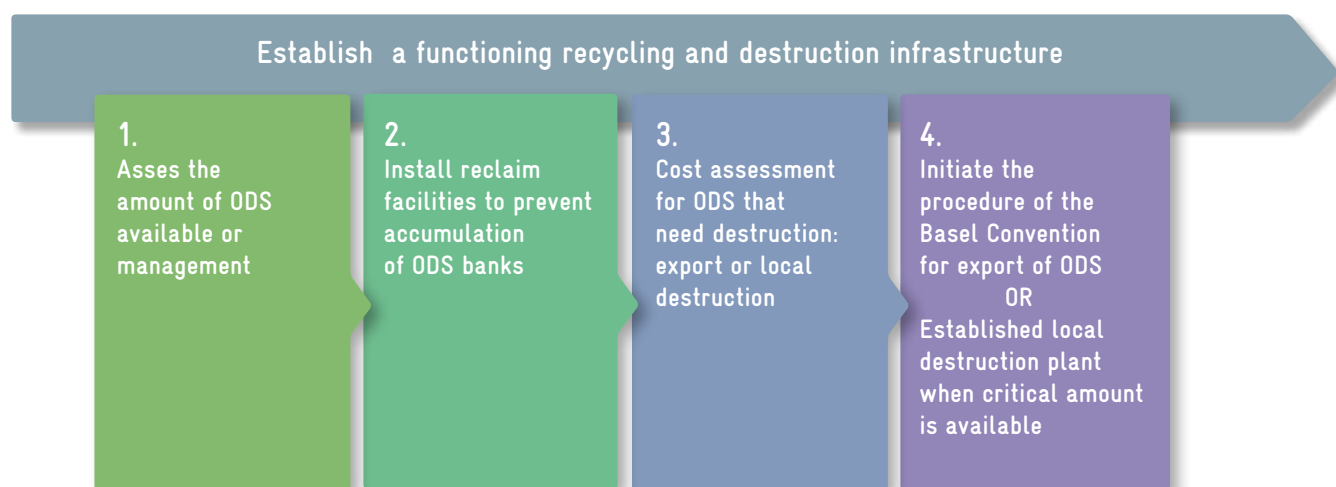 Establish a functioning recycling and destruction infrastructure
1.
Asses the
amount of ODS
available or
management
2.
Install reclaim
facilities to prevent
accumulation
of ODS banks
3.
Cost assessment
for ODS that
need destruction:
export or local
destruction
4.
Initiate the
procedure of the
Basel Convention
for export of ODS
OR
Established local
destruction plant
when critical amount
is available